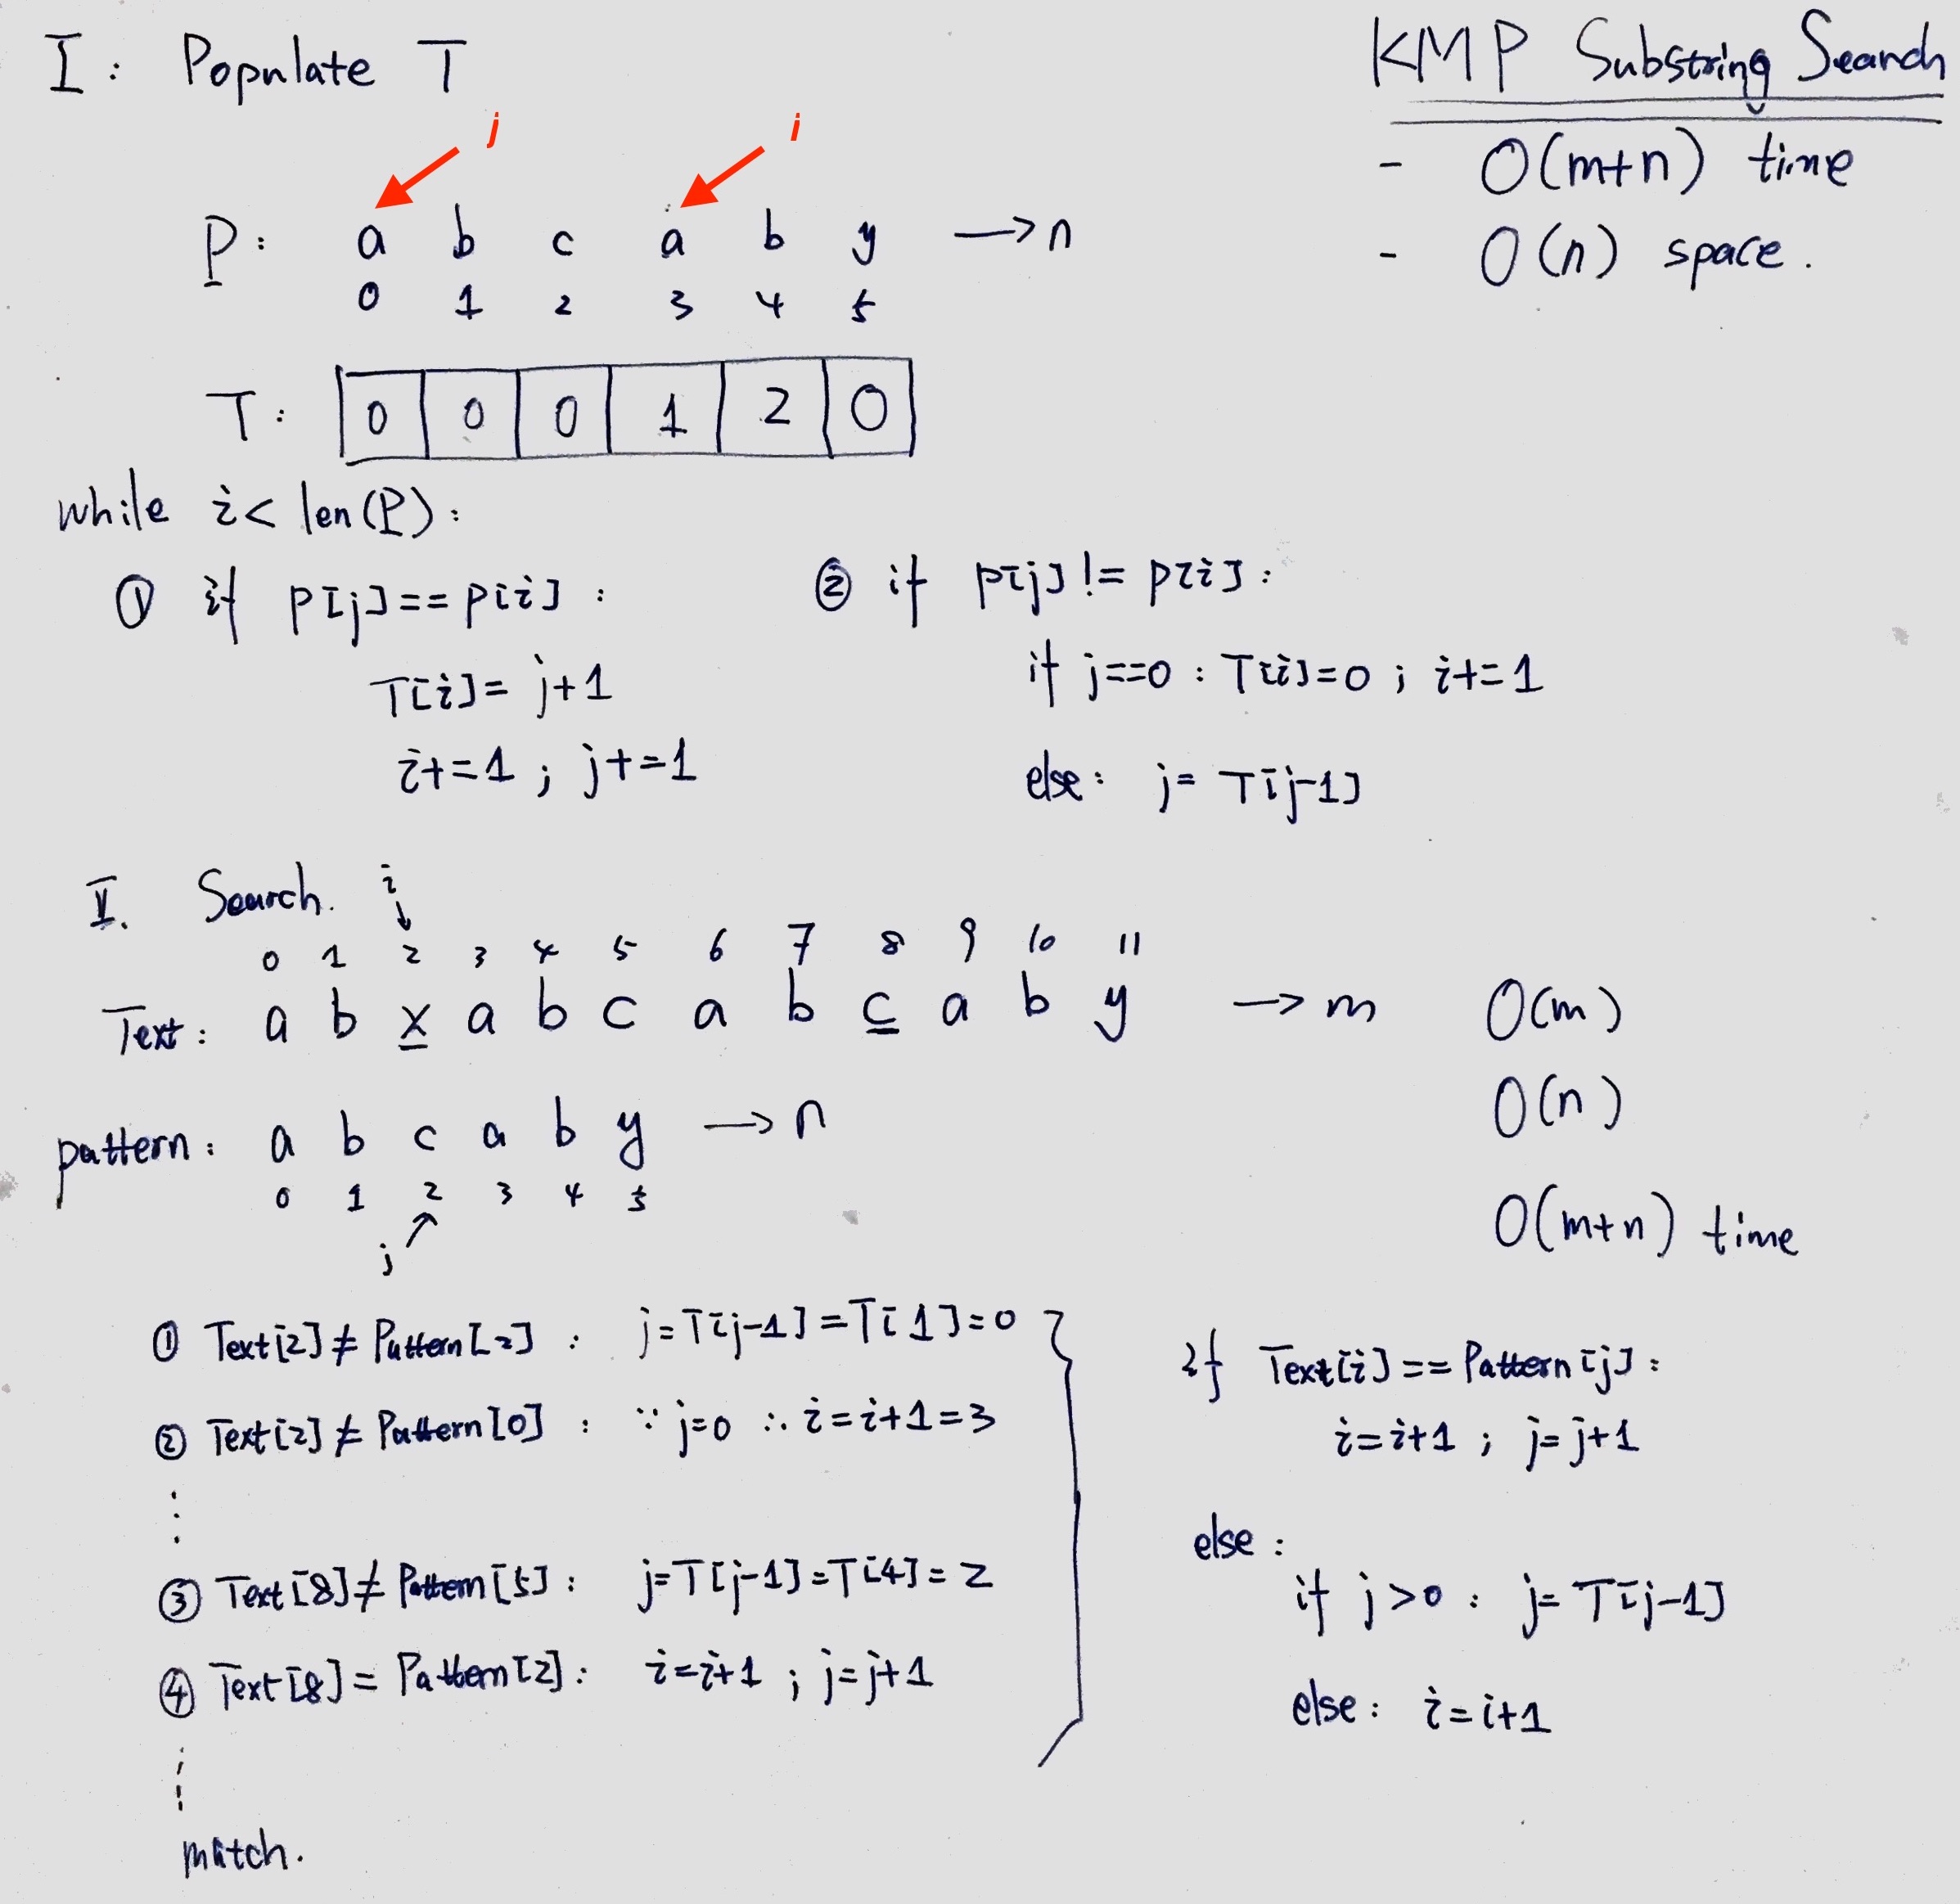 I: Populate T
KMP Substring Search
- O(m+n) time
- O(n) space.
j
i
P: a b c a b y → n
0 1 2 3 4 5
T: 0 0 0 1 2 0
while i < len(P):
① if P[j] == P[i]:
T[i] = j+1
i+=1 ; j+=1
② if P[j] != P[i]:
if j==0 : T[i]=0 ; i+=1
else: j = T[j-1]
II. Search.
i
0 1 2 3 4 5 6 7 8 9 10 11
Text: a b x a b c a b c a b y → m
pattern: a b c a b y → n
0 1 2 3 4 5
j
O(m)
O(n)
O(m+n) time
① Text[2] ≠ Pattern[2] : j=T[j-1]=T[1]=0
② Text[2] ≠ Pattern[0] : ∵ j=0 ∴ i=i+1=3
⋮
③ Text[8] ≠ Pattern[5] : j=T[j-1]=T[4]=2
④ Text[8] = Pattern[2] : i=i+1 ; j=j+1
⋮
match.
if Text[i] == Pattern[j] :
i=i+1 ; j=j+1
else :
if j>0 : j= T[j-1]
else : i=i+1